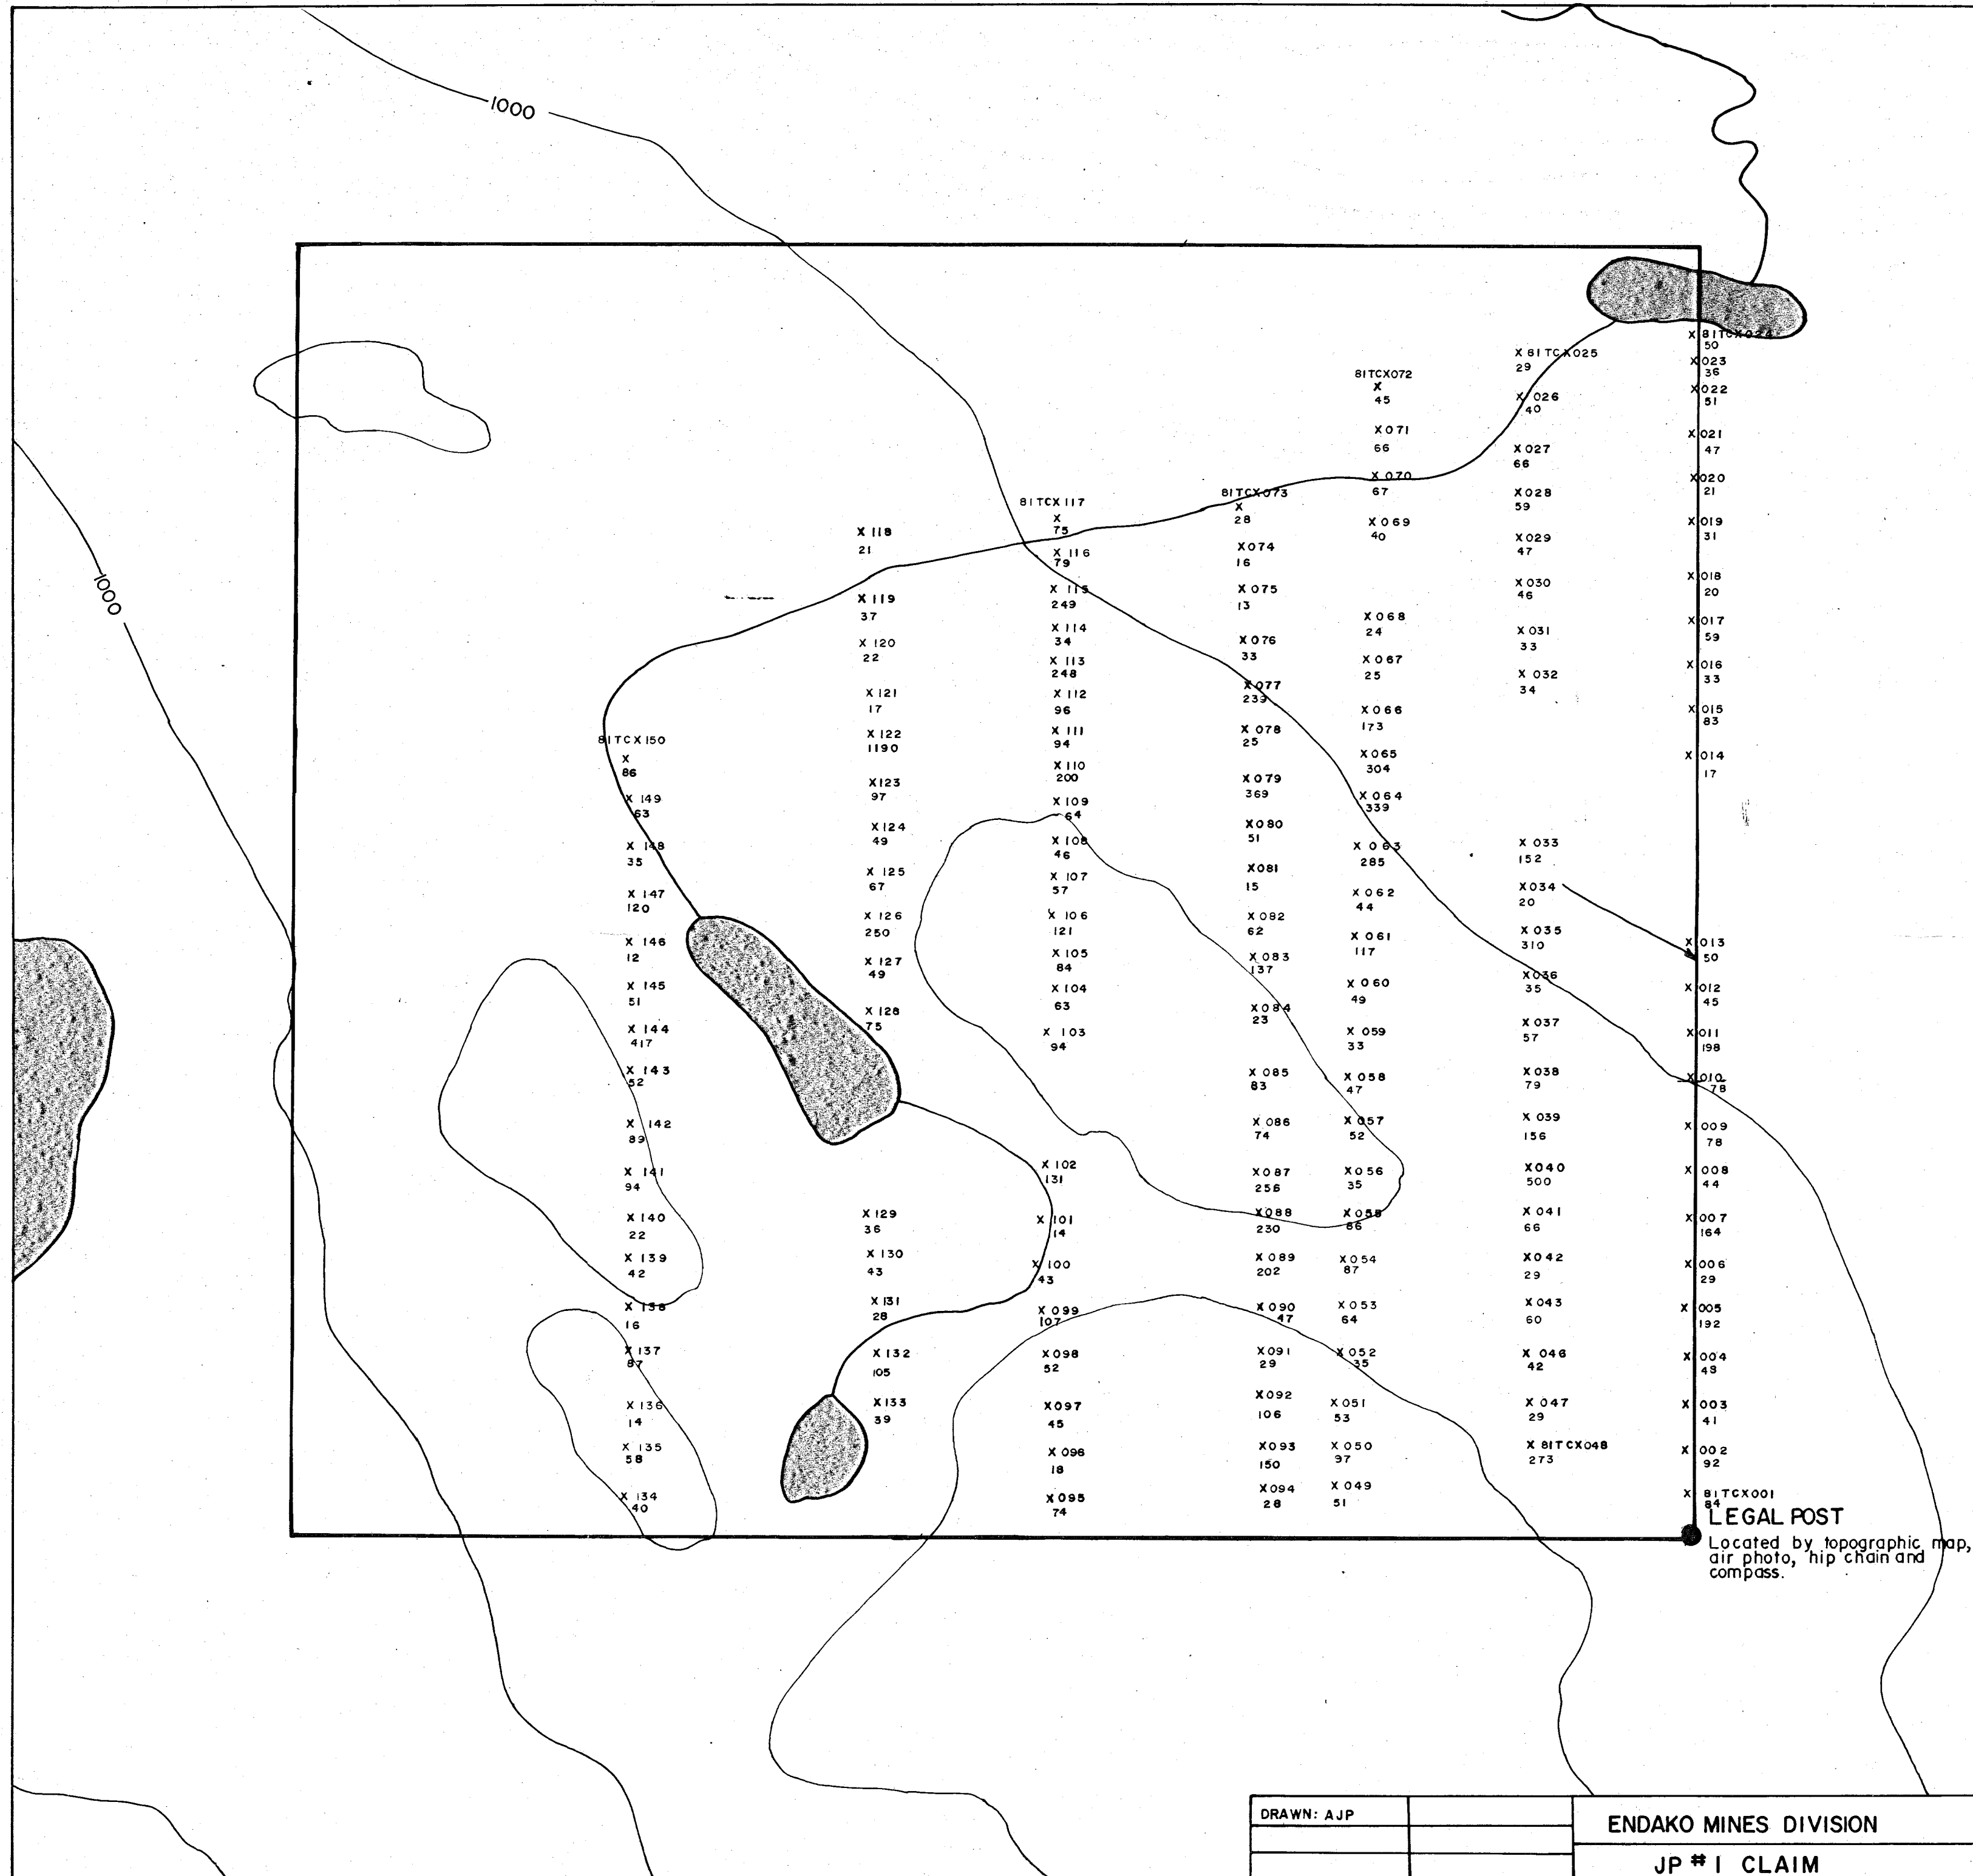 1000
1000
X 81TCX024
50
X 023
36
X 022
51
X 021
47
X 020
21
X 019
31
X 018
20
X 017
59
X 016
33
X 015
83
X 014
17
X 013
50
X 012
45
X 011
198
X 010
78
X 009
78
X 008
44
X 007
164
X 006
29
X 005
192
X 004
43
X 003
41
X 002
92
X 81TCX001
84
X 81TCX025
29
X 026
40
X 027
66
X 028
59
X 029
47
X 030
46
X 031
33
X 032
34
X 033
152
X 034
20
X 035
310
X 036
35
X 037
57
X 038
79
X 039
156
X 040
500
X 041
66
X 042
29
X 043
60
X 046
42
X 047
29
X 81TCX048
273
81TCX072
X
45
X 071
66
X 070
67
X 069
40
X 068
24
X 067
25
X 066
173
X 065
304
X 064
339
X 063
285
X 062
44
X 061
117
X 060
49
X 059
33
X 058
47
X 057
52
X 056
35
X 055
66
X 054
87
X 053
64
X 052
35
X 051
53
X 050
97
X 049
51
81TCX073
X
28
X 074
16
X 075
13
X 076
33
X 077
239
X 078
25
X 079
369
X 080
51
X 081
15
X 082
62
X 083
137
X 084
23
X 085
83
X 086
74
X 087
256
X 088
230
X 089
202
X 090
47
X 091
29
X 092
106
X 093
150
X 094
28
81TCX117
X
75
X 116
79
X 115
249
X 114
34
X 113
248
X 112
96
X 111
94
X 110
200
X 109
64
X 108
46
X 107
57
X 106
121
X 105
84
X 104
63
X 103
94
X 102
131
X 101
14
X 100
43
X 099
107
X 098
52
X 097
45
X 096
18
X 095
74
X 118
21
X 119
37
X 120
22
X 121
17
X 122
1190
X 123
97
X 124
49
X 125
67
X 126
250
X 127
49
X 128
75
X 129
36
X 130
43
X 131
28
X 132
105
X 133
39
81TCX150
X
86
X 149
63
X 148
35
X 147
120
X 146
12
X 145
51
X 144
417
X 143
52
X 142
89
X 141
94
X 140
22
X 139
42
X 138
16
X 137
87
X 136
14
X 135
58
X 134
40
LEGAL POST
Located by topographic map,
air photo, hip chain and
compass.
DRAWN: AJP
ENDAKO MINES DIVISION
JP #1 CLAIM